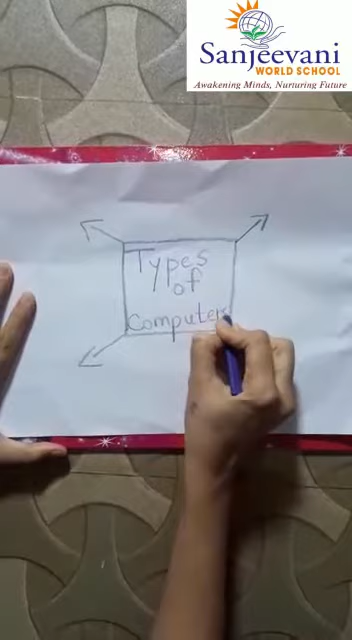 Sanjeevani
WORLD SCHOOL
Awakening Minds, Nurturing Future
Types
of
Computers